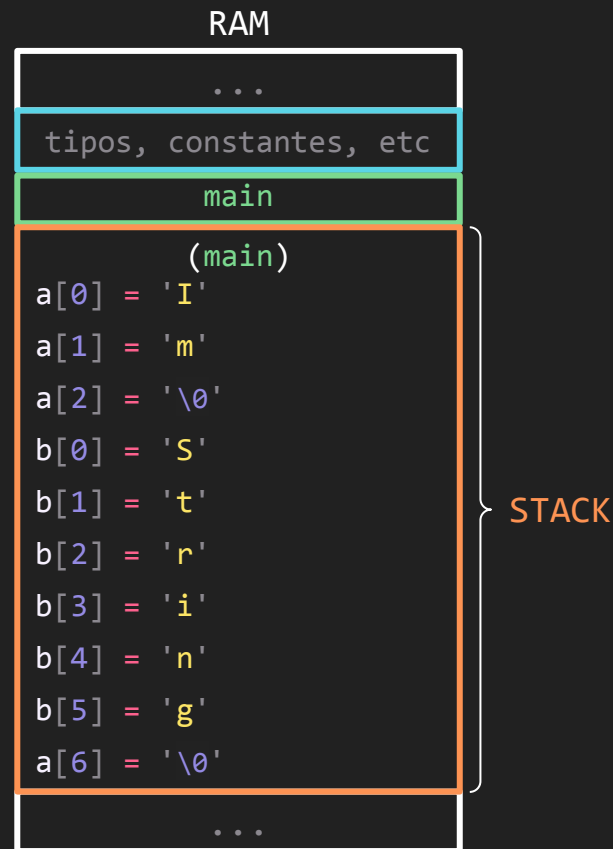 RAM
...
tipos, constantes, etc
main
(main)
a[0] = 'I'
a[1] = 'm'
a[2] = '\0'
b[0] = 'S'
b[1] = 't'
b[2] = 'r'
b[3] = 'i'
b[4] = 'n'
b[5] = 'g'
a[6] = '\0'
STACK
...